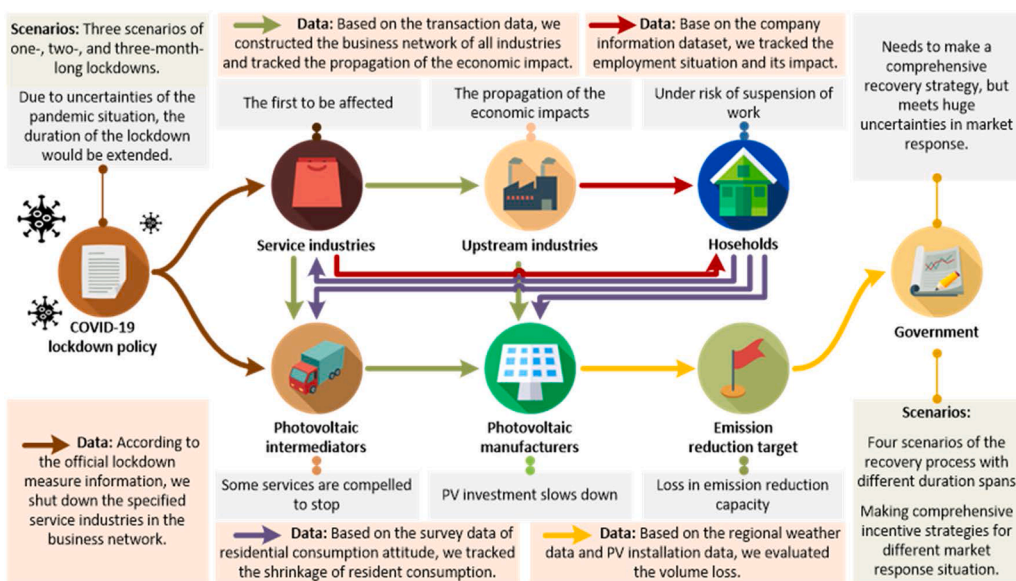 Scenarios: Three scenarios of
one-, two-, and three-month-
long lockdowns.
Due to uncertainties of the
pandemic situation, the
duration of the lockdown
would be extended.
Data: Based on the transaction data, we
constructed the business network of all industries
and tracked the propagation of the economic impact.
Data: Base on the company
information dataset, we tracked the
employment situation and its impact.
Needs to make a
comprehensive
recovery strategy, but
meets huge
uncertainties in market
response.
The first to be affected
The propagation of the
economic impacts
Under risk of suspension of
work
Service industries
Upstream industries
Hoseholds
COVID-19
lockdown policy
Government
Photovoltaic
intermediators
Photovoltaic
manufacturers
Emission
reduction target
Some services are compelled
to stop
PV investment slows down
Loss in emission reduction
capacity
Data: According to
the official lockdown
measure information, we
shut down the specified
service industries in the
business network.
Data: Based on the survey data of
residential consumption attitude, we tracked
the shrinkage of resident consumption.
Data: Based on the regional weather
data and PV installation data, we evaluated
the volume loss.
Scenarios:
Four scenarios of the
recovery process with
different duration spans.
Making comprehensive
incentive strategies for
different market
response situation.